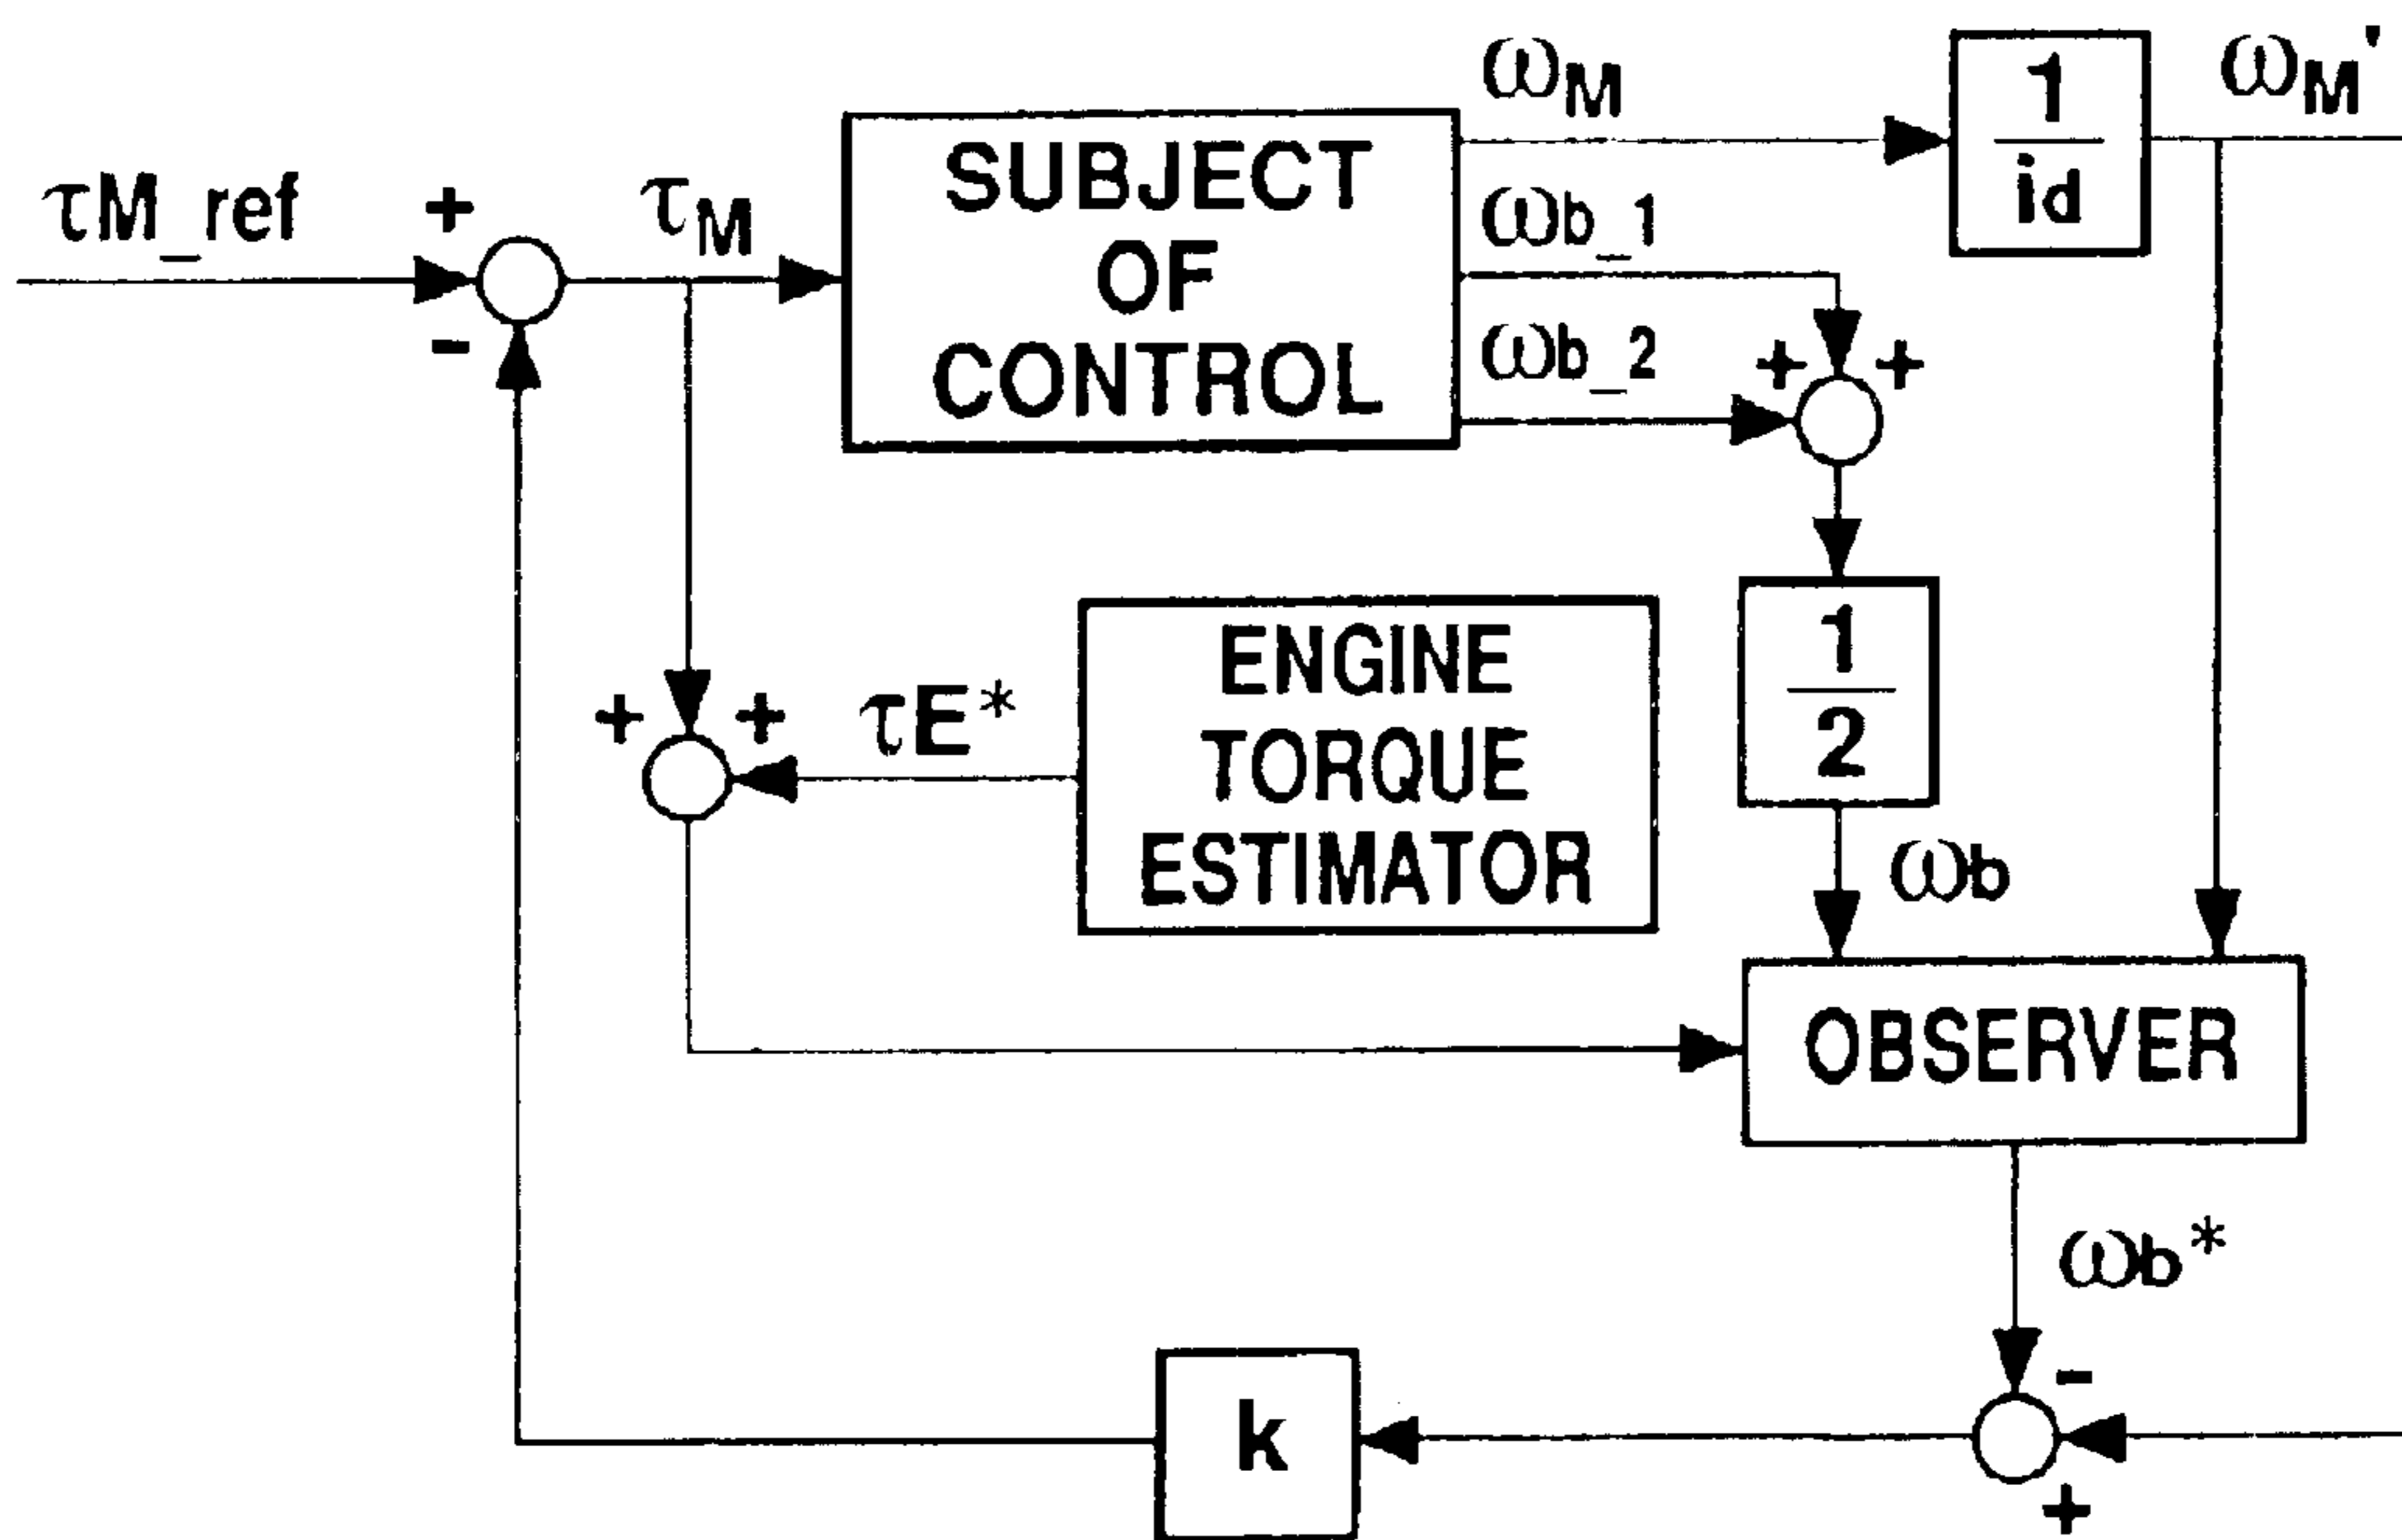 ωM
1
id
ωM'
τM_ref
+
-
τM
SUBJECT
OF
CONTROL
ωb_1
ωb_2
+ +
1
2
ωb
+ +
τE*
ENGINE
TORQUE
ESTIMATOR
OBSERVER
ωb*
-
+
k